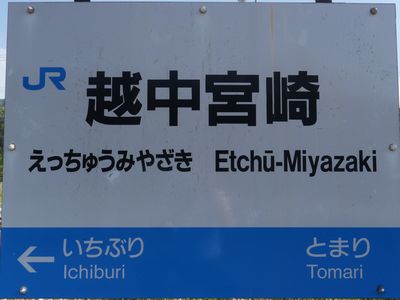 JR 越中宮崎
えっちゅうみやざき Etchū-Miyazaki
← いちぶり とまり
Ichiburi Tomari